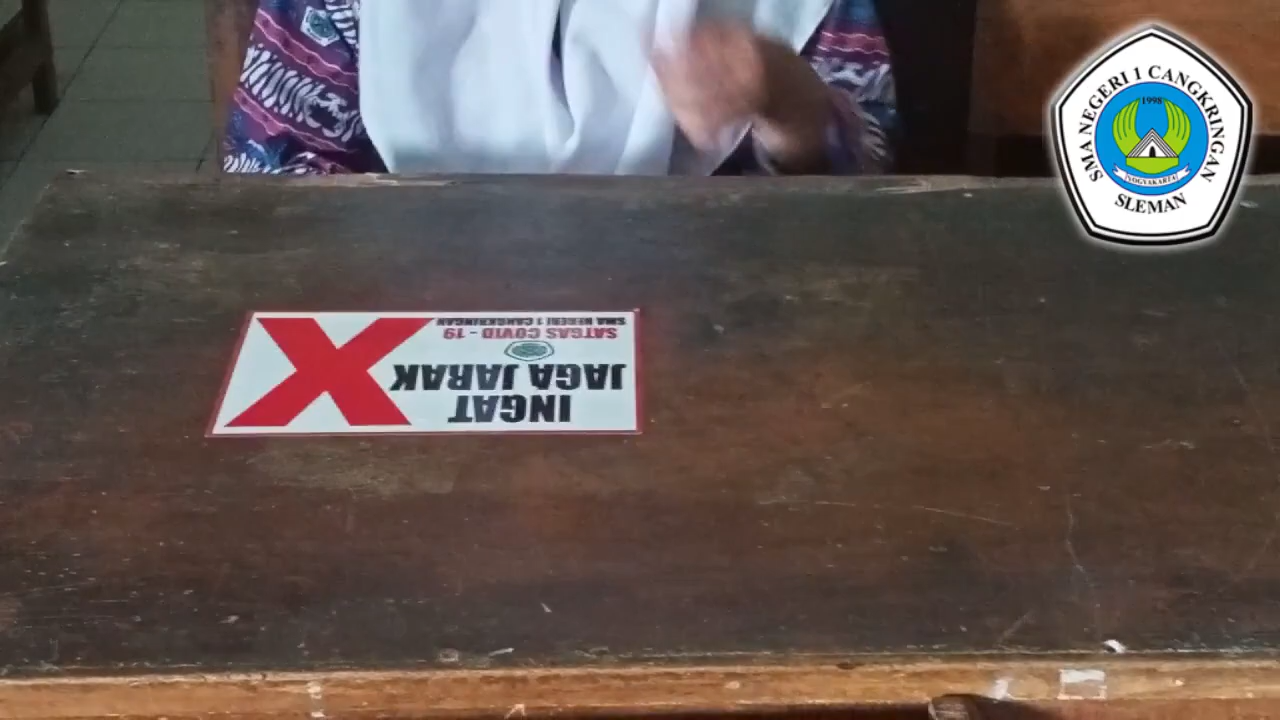 INGAT
JAGA JARAK
SATGAS COVID - 19
SMA NEGERI 1 CANGKRINGAN
SMA NEGERI 1 CANGKRINGAN
1998
YOGYAKARTA
SLEMAN